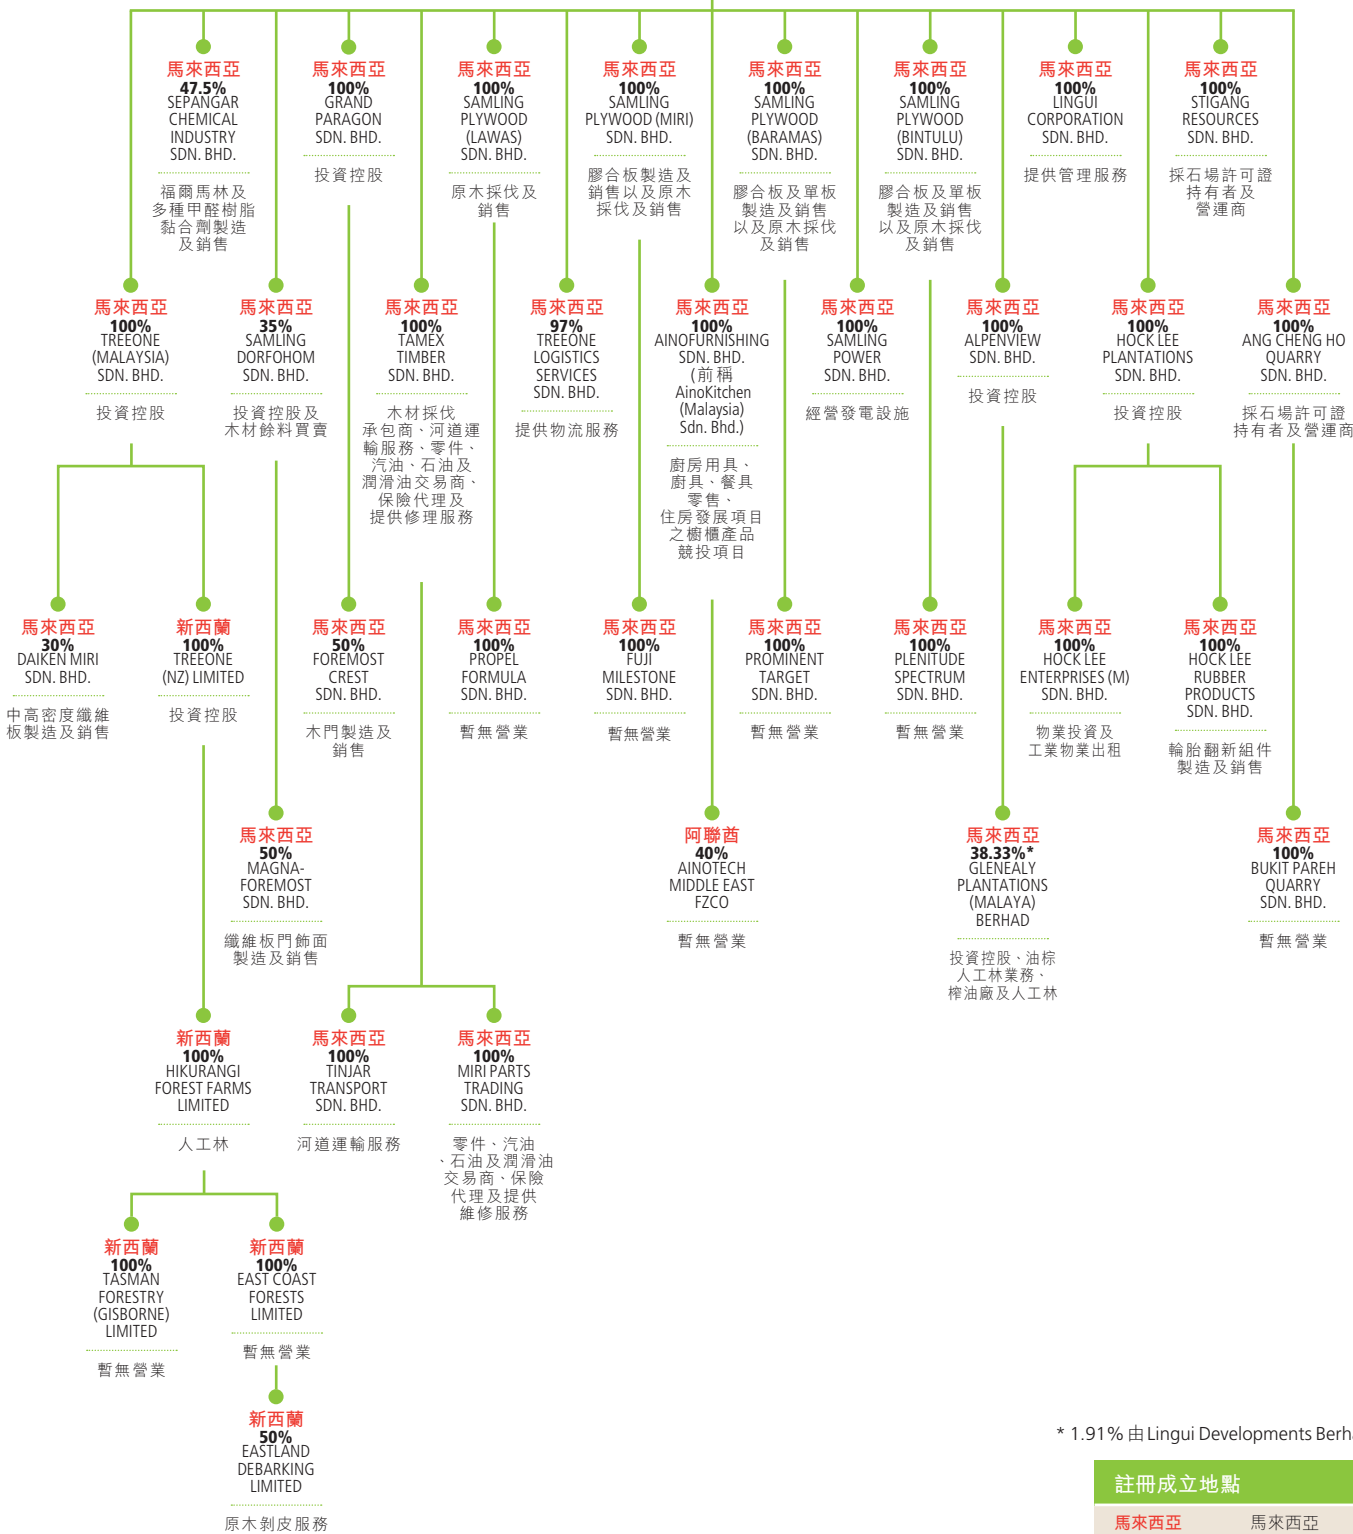 馬來西亞
47.5%
SEPANGAR
CHEMICAL
INDUSTRY
SDN. BHD.
福爾馬林及
多種甲醛樹脂
黏合劑製造
及銷售
馬來西亞
100%
GRAND
PARAGON
SDN. BHD.
投資控股
馬來西亞
100%
SAMLING
PLYWOOD
(LAWAS)
SDN. BHD.
原木採伐及
銷售
馬來西亞
100%
SAMLING
PLYWOOD (MIRI)
SDN. BHD.
膠合板製造及
銷售以及原木
採伐及銷售
馬來西亞
100%
SAMLING
PLYWOOD
(BARAMAS)
SDN. BHD.
膠合板及單板
製造及銷售
以及原木採伐
及銷售
馬來西亞
100%
SAMLING
PLYWOOD
(BINTULU)
SDN. BHD.
膠合板及單板
製造及銷售
以及原木採伐
及銷售
馬來西亞
100%
LINGUI
CORPORATION
SDN. BHD.
提供管理服務
馬來西亞
100%
STIGANG
RESOURCES
SDN. BHD.
採石場許可證
持有者及
營運商
馬來西亞
100%
TREEONE
(MALAYSIA)
SDN. BHD.
投資控股
馬來西亞
35%
SAMLING
DORFOHOM
SDN. BHD.
投資控股及
木材餘料買賣
馬來西亞
100%
TAMEX
TIMBER
SDN. BHD.
木材採伐
承包商、河道運
輸服務、零件、
汽油、石油及
潤滑油交易商、
保險代理及
提供修理服務
馬來西亞
97%
TREEONE
LOGISTICS
SERVICES
SDN. BHD.
提供物流服務
馬來西亞
100%
AINOFURNISHING
SDN. BHD.
(前稱
AinoKitchen
(Malaysia)
Sdn. Bhd.)
廚房用具、
廚具、餐具
零售、
住房發展項目
之櫥櫃產品
競投項目
馬來西亞
100%
SAMLING
POWER
SDN. BHD.
經營發電設施
馬來西亞
100%
ALPENVIEW
SDN. BHD.
投資控股
馬來西亞
100%
HOCK LEE
PLANTATIONS
SDN. BHD.
投資控股
馬來西亞
100%
ANG CHENG HO
QUARRY
SDN. BHD.
採石場許可證
持有者及營運商
馬來西亞
30%
DAIKEN MIRI
SDN. BHD.
中高密度纖維
板製造及銷售
新西蘭
100%
TREEONE
(NZ) LIMITED
投資控股
馬來西亞
50%
FOREMOST
CREST
SDN. BHD.
木門製造及
銷售
馬來西亞
100%
PROPEL
FORMULA
SDN. BHD.
暫無營業
馬來西亞
100%
FUJI
MILESTONE
SDN. BHD.
暫無營業
馬來西亞
100%
PROMINENT
TARGET
SDN. BHD.
暫無營業
馬來西亞
100%
PLENITUDE
SPECTRUM
SDN. BHD.
暫無營業
馬來西亞
100%
HOCK LEE
ENTERPRISES (M)
SDN. BHD.
物業投資及
工業物業出租
馬來西亞
100%
HOCK LEE
RUBBER
PRODUCTS
SDN. BHD.
輪胎翻新組件
製造及銷售
馬來西亞
50%
MAGNA-
FOREMOST
SDN. BHD.
纖維板門飾面
製造及銷售
阿聯酋
40%
AINOTECH
MIDDLE EAST
FZCO
暫無營業
馬來西亞
38.33%*
GLENEALY
PLANTATIONS
(MALAYA)
BERHAD
投資控股、油棕
人工林業務、
榨油廠及人工林
馬來西亞
100%
BUKIT PAREH
QUARRY
SDN. BHD.
暫無營業
新西蘭
100%
HIKURANGI
FOREST FARMS
LIMITED
人工林
馬來西亞
100%
TINJAR
TRANSPORT
SDN. BHD.
河道運輸服務
馬來西亞
100%
MIRI PARTS
TRADING
SDN. BHD.
零件、汽油
、石油及潤滑油
交易商、保險
代理及提供
維修服務
新西蘭
100%
TASMAN
FORESTRY
(GISBORNE)
LIMITED
暫無營業
新西蘭
100%
EAST COAST
FORESTS
LIMITED
暫無營業
新西蘭
50%
EASTLAND
DEBARKING
LIMITED
原木剝皮服務
* 1.91% 由 Lingui Developments
註冊成立地點
馬來西亞 馬來西亞